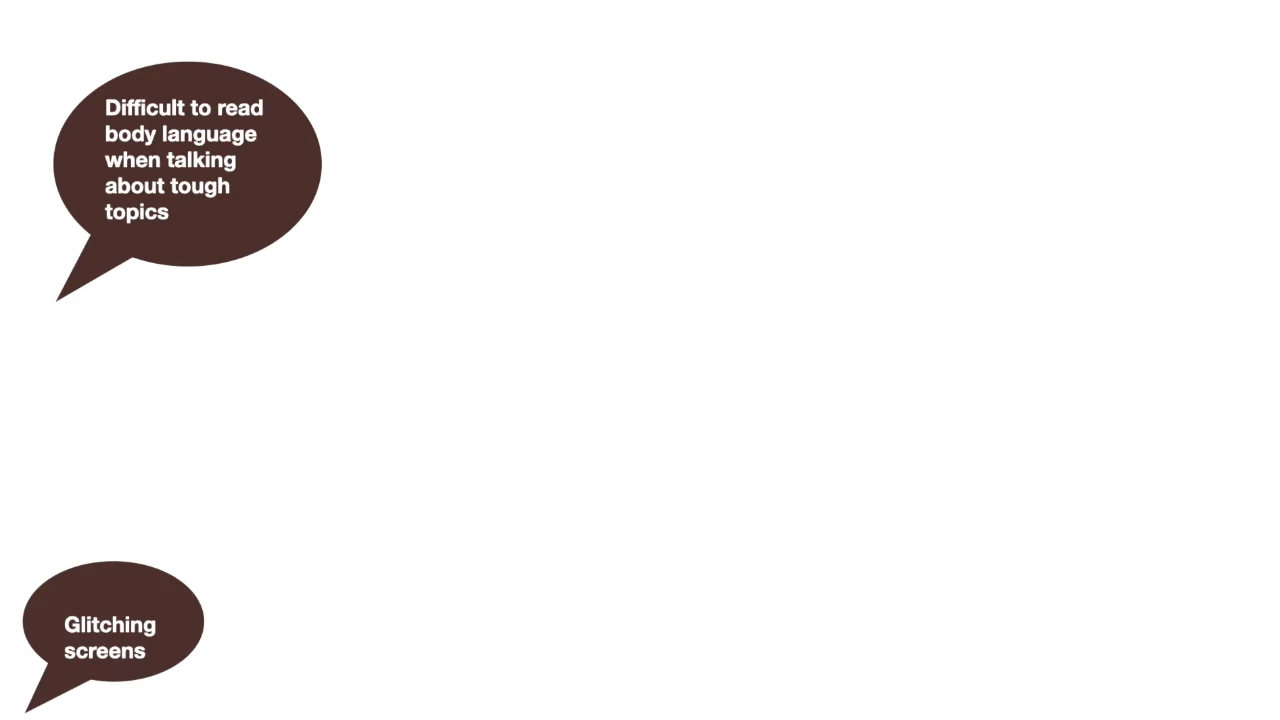 Difficult to read
body language
when talking
about tough
topics
Glitching
screens